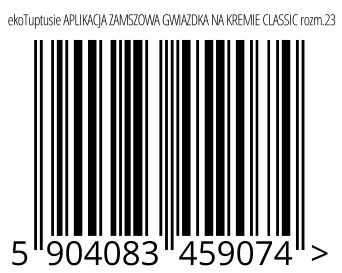 ekoTuptusie APLIKACJA ZAMSZOWA GWIAZDKA NA KREMIE CLASSIC rozm.23
5 904083 459074 >